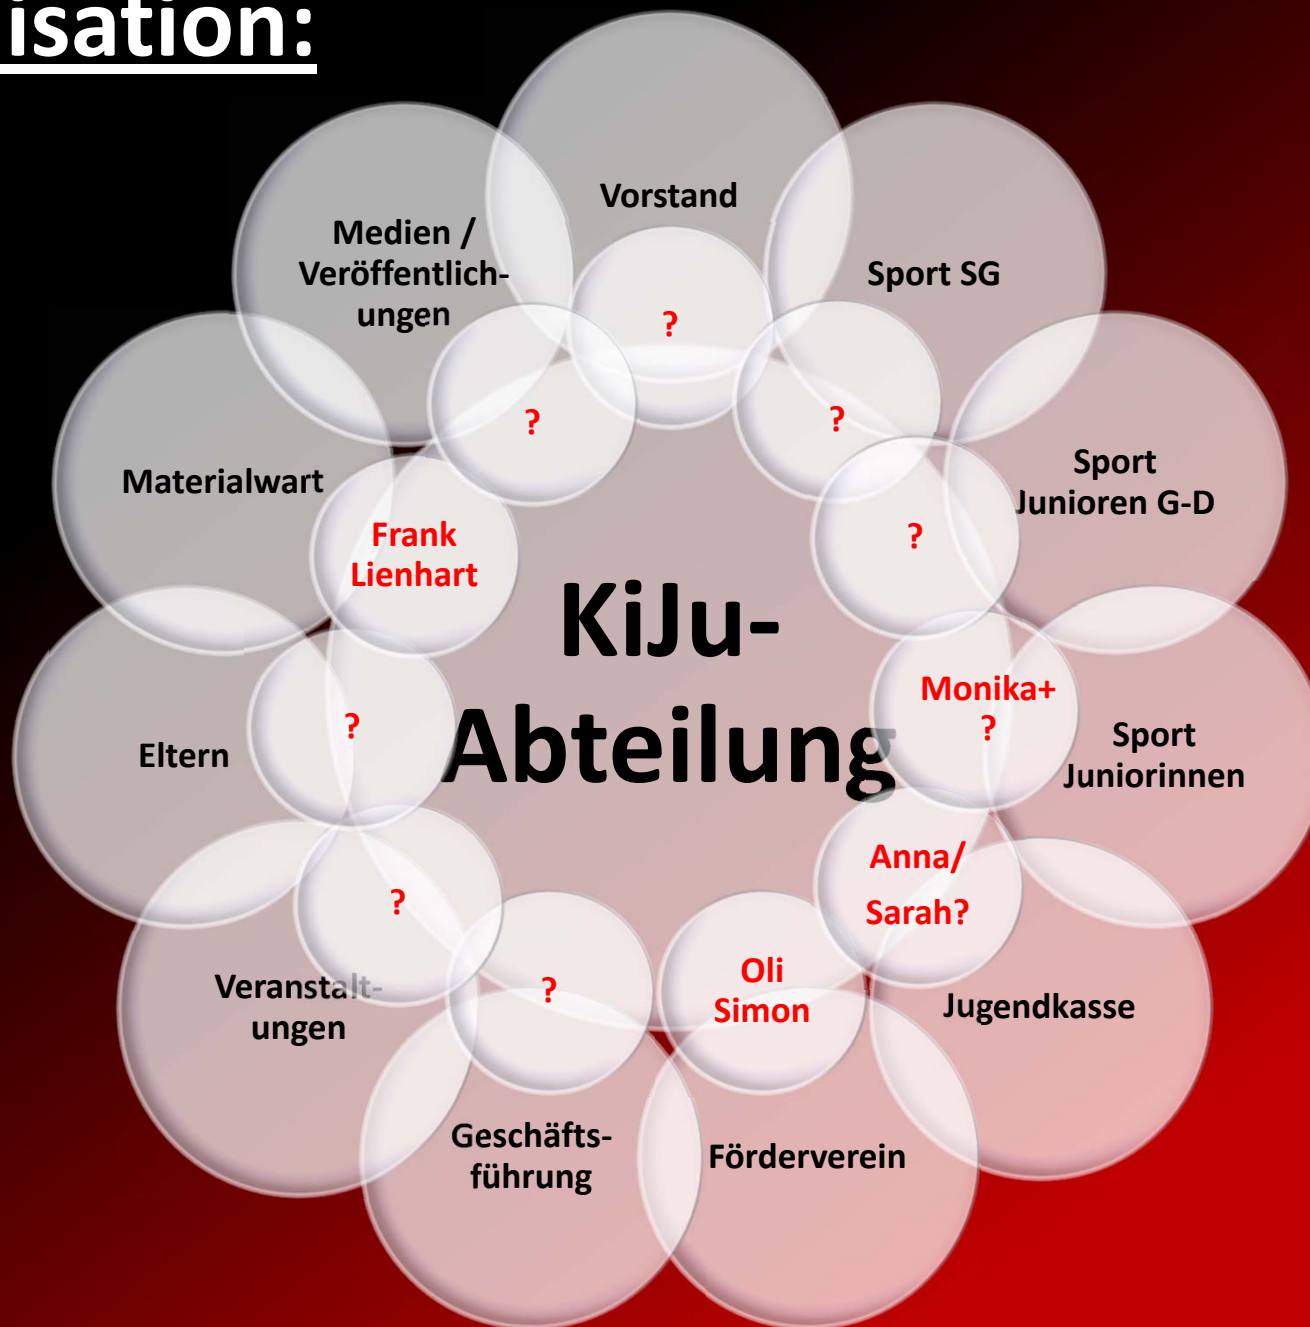 isation:
Vorstand
?
Sport SG
?
Sport
Junioren G-D
?
Sport
Juniorinnen
Monika+
?
Jugendkasse
Anna/
Sarah?
Förderverein
Oli
Simon
Geschäfts-
führung
?
Veranstalt-
ungen
?
Eltern
?
Materialwart
Frank
Lienhart
Medien /
Veröffentlich-
ungen
?
KiJu-
Abteilung